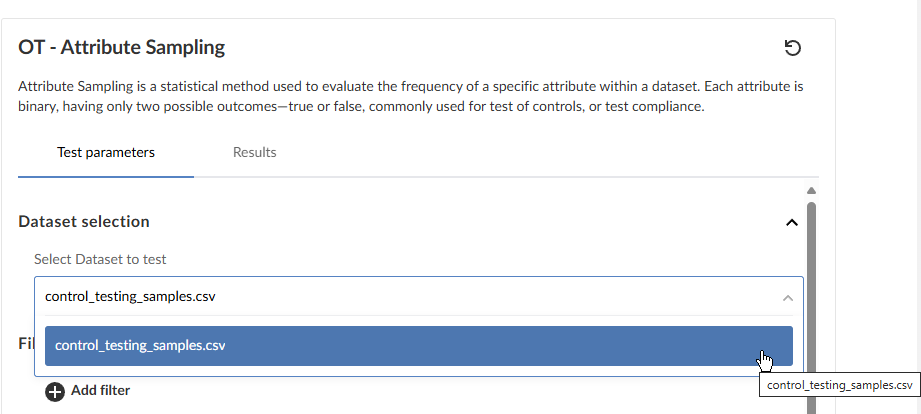 OT - Attribute Sampling
Attribute Sampling is a statistical method used to evaluate the frequency of a specific attribute within a dataset. Each attribute is
binary, having only two possible outcomes—true or false, commonly used for test of controls, or test compliance.
Test parameters
Results
Dataset selection
Select Dataset to test
control_testing_samples.csv
control_testing_samples.csv
control_testing_samples.csv
Add filter